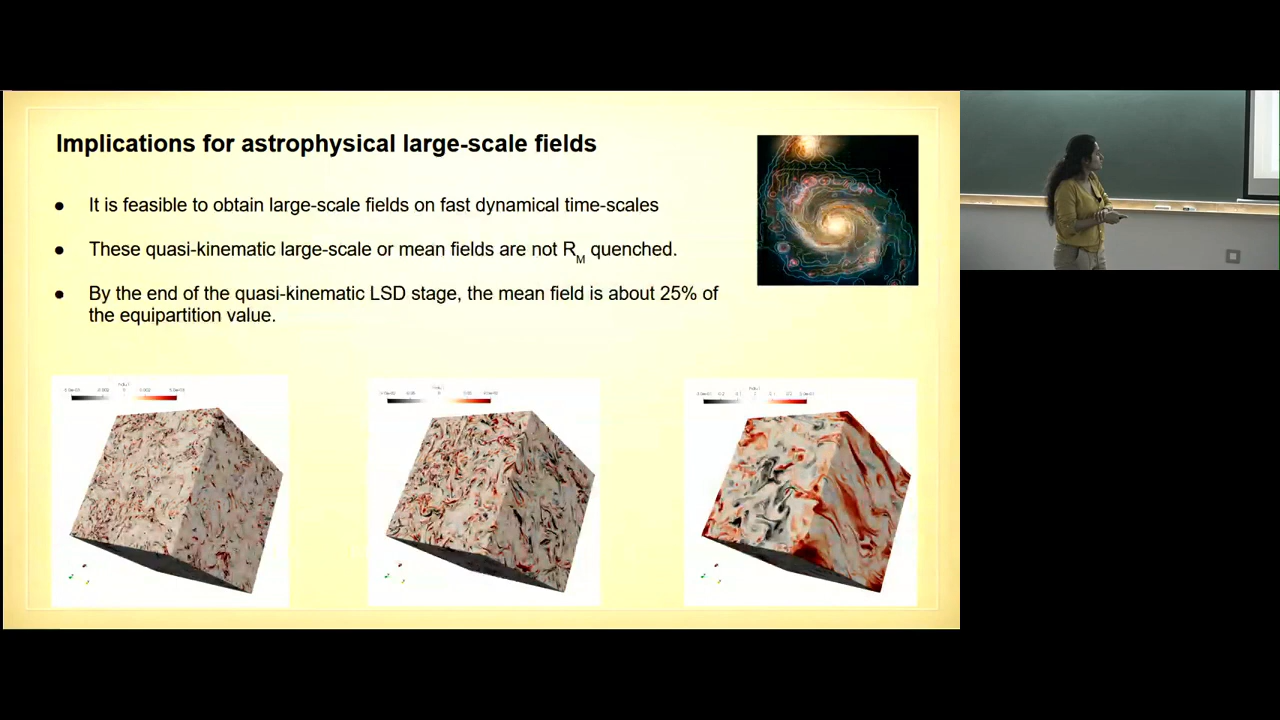 Implications for astrophysical large-scale fields
● It is feasible to obtain large-scale fields on fast dynamical time-scales
● These quasi-kinematic large-scale or mean fields are not R_M quenched.
● By the end of the quasi-kinematic LSD stage, the mean field is about 25% of
the equipartition value.